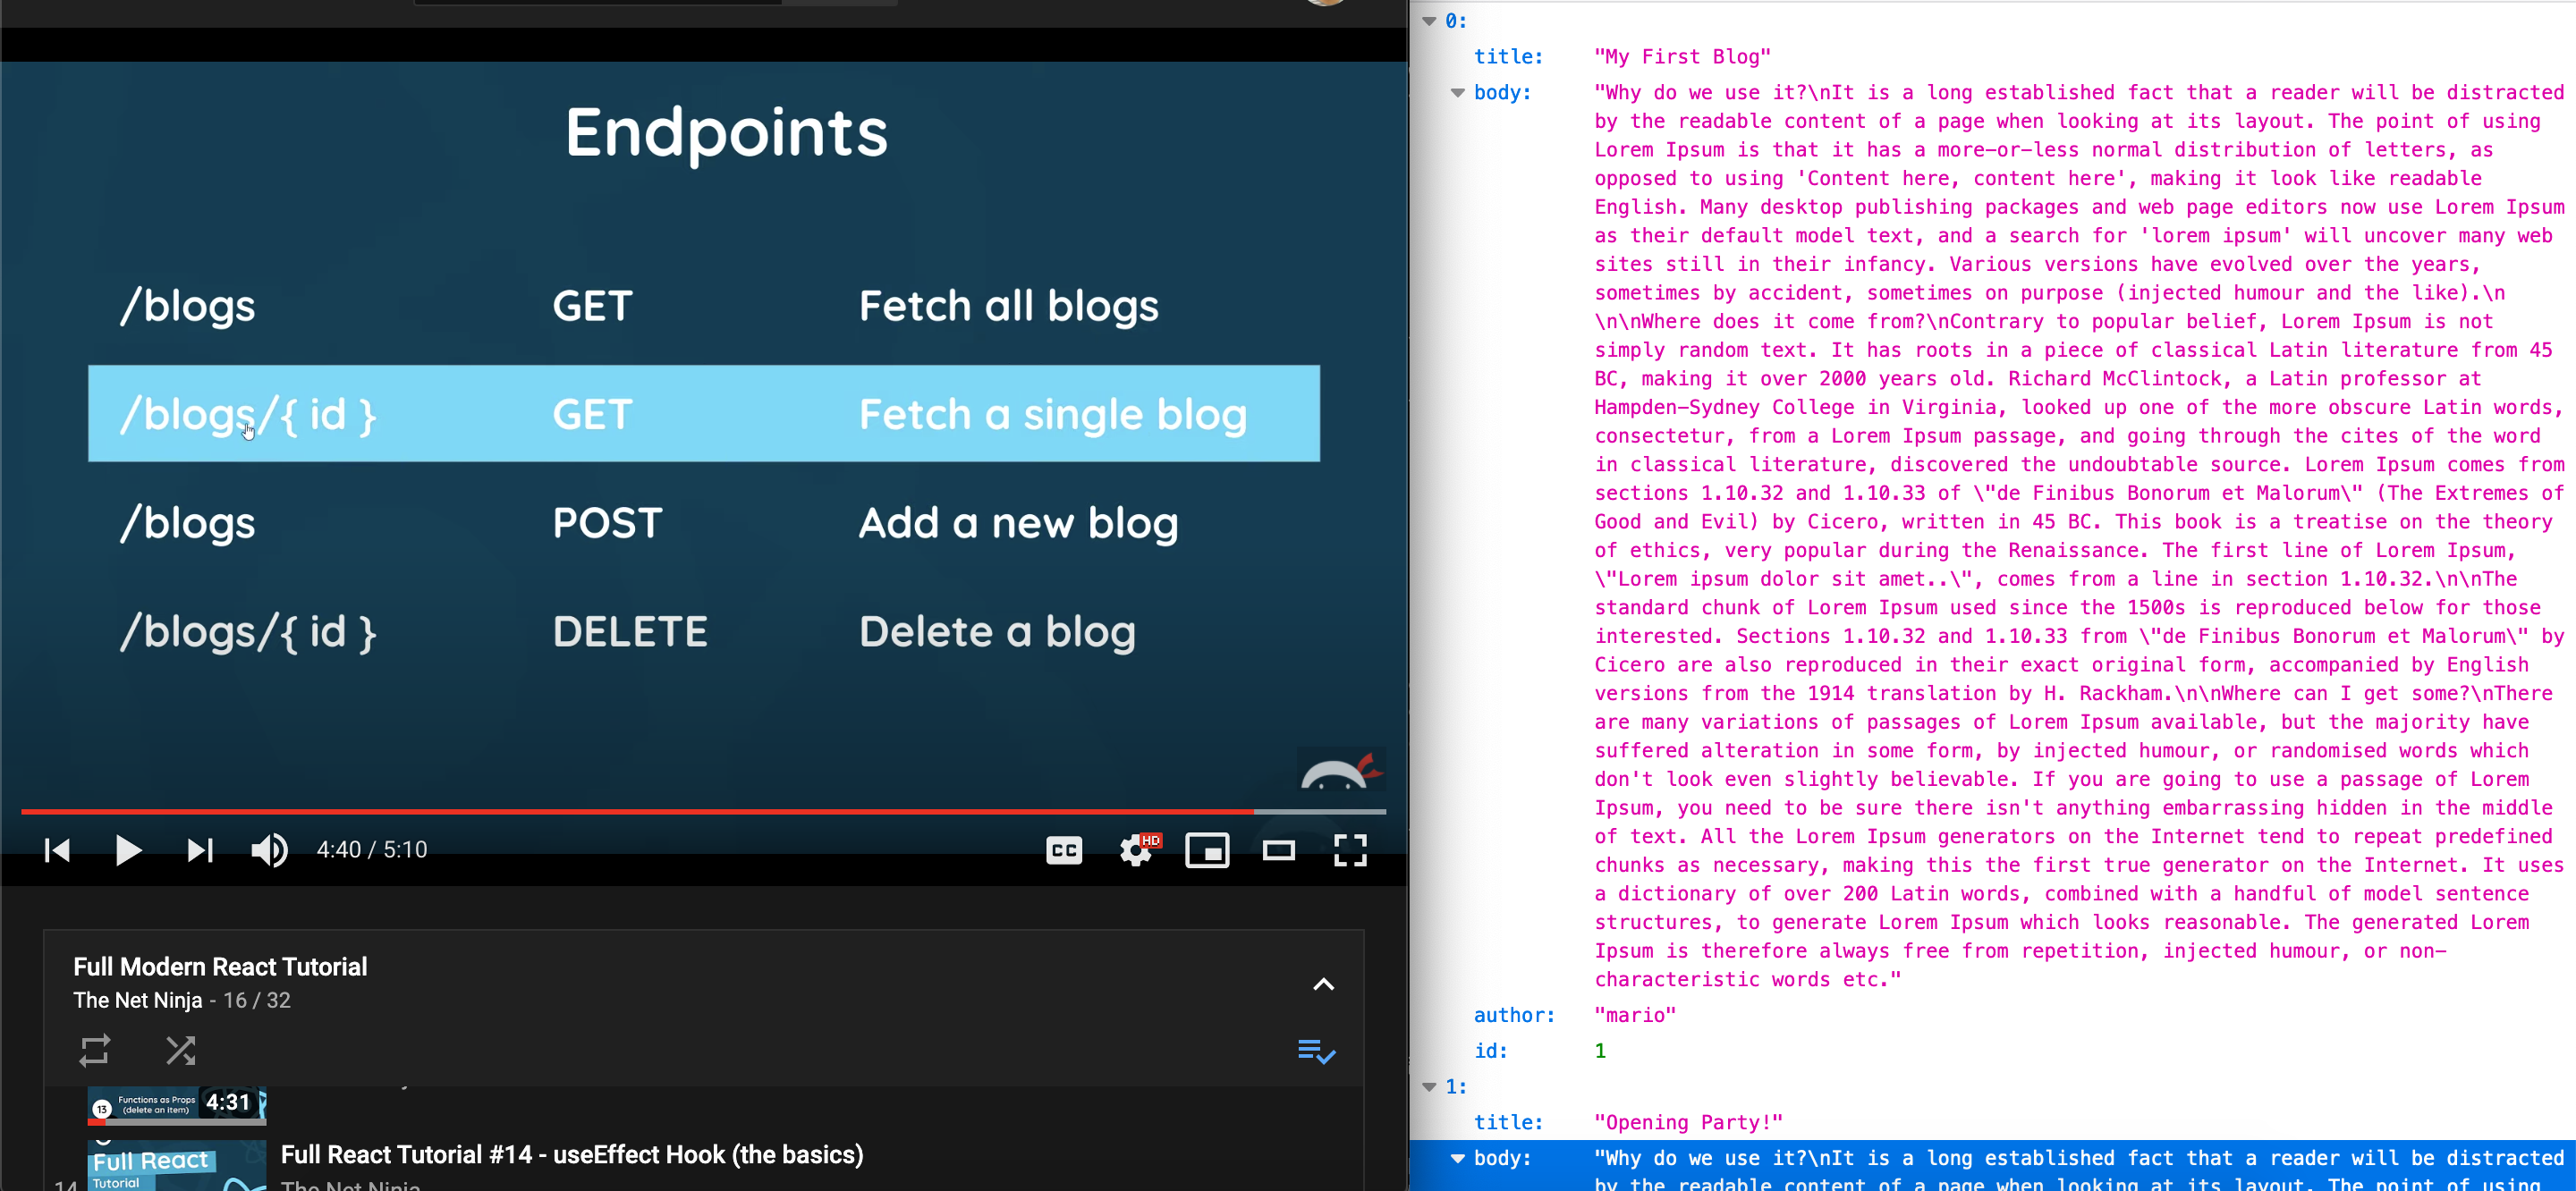 Endpoints
/blogs GET Fetch all blogs
/blogs/{ id } GET Fetch a single blog
/blogs POST Add a new blog
/blogs/{ id } DELETE Delete a blog
4:40 / 5:10
CC
HD
Full Modern React Tutorial
The Net Ninja - 16 / 32
13
Functions as Props
(delete an item)
4:31
14
Full React
Tutorial
Full React Tutorial #14 - useEffect Hook (the basics)
The Net Ninja
0:
title: "My First Blog"
body: "Why do we use it?\nIt is a long established fact that a reader will be distracted
by the readable content of a page when looking at its layout. The point of using
Lorem Ipsum is that it has a more-or-less normal distribution of letters, as
opposed to using 'Content here, content here', making it look like readable
English. Many desktop publishing packages and web page editors now use Lorem Ipsum
as their default model text, and a search for 'lorem ipsum' will uncover many web
sites still in their infancy. Various versions have evolved over the years,
sometimes by accident, sometimes on purpose (injected humour and the like).\n
\n\nWhere does it come from?\nContrary to popular belief, Lorem Ipsum is not
simply random text. It has roots in a piece of classical Latin literature from 45
BC, making it over 2000 years old. Richard McClintock, a Latin professor at
Hampden-Sydney College in Virginia, looked up one of the more obscure Latin words,
consectetur, from a Lorem Ipsum passage, and going through the cites of the word
in classical literature, discovered the undoubtable source. Lorem Ipsum comes from
sections 1.10.32 and 1.10.33 of \"de Finibus Bonorum et Malorum\" (The Extremes of
Good and Evil) by Cicero, written in 45 BC. This book is a treatise on the theory
of ethics, very popular during the Renaissance. The first line of Lorem Ipsum,
\"Lorem ipsum dolor sit amet..\", comes from a line in section 1.10.32.\n\nThe
standard chunk of Lorem Ipsum used since the 1500s is reproduced below for those
interested. Sections 1.10.32 and 1.10.33 from \"de Finibus Bonorum et Malorum\" by
Cicero are also reproduced in their exact original form, accompanied by English
versions from the 1914 translation by H. Rackham.\n\nWhere can I get some?\nThere
are many variations of passages of Lorem Ipsum available, but the majority have
suffered alteration in some form, by injected humour, or randomised words which
don't look even slightly believable. If you are going to use a passage of Lorem
Ipsum, you need to be sure there isn't anything embarrassing hidden in the middle
of text. All the Lorem Ipsum generators on the Internet tend to repeat predefined
chunks as necessary, making this the first true generator on the Internet. It uses
a dictionary of over 200 Latin words, combined with a handful of model sentence
structures, to generate Lorem Ipsum which looks reasonable. The generated Lorem
Ipsum is therefore always free from repetition, injected humour, or non-
characteristic words etc."
author: "mario"
id: 1
1:
title: "Opening Party!"
body: "Why do we use it?\nIt is a long established fact that a reader will be distracted
by the readable content of a page when looking at its layout. The point of using